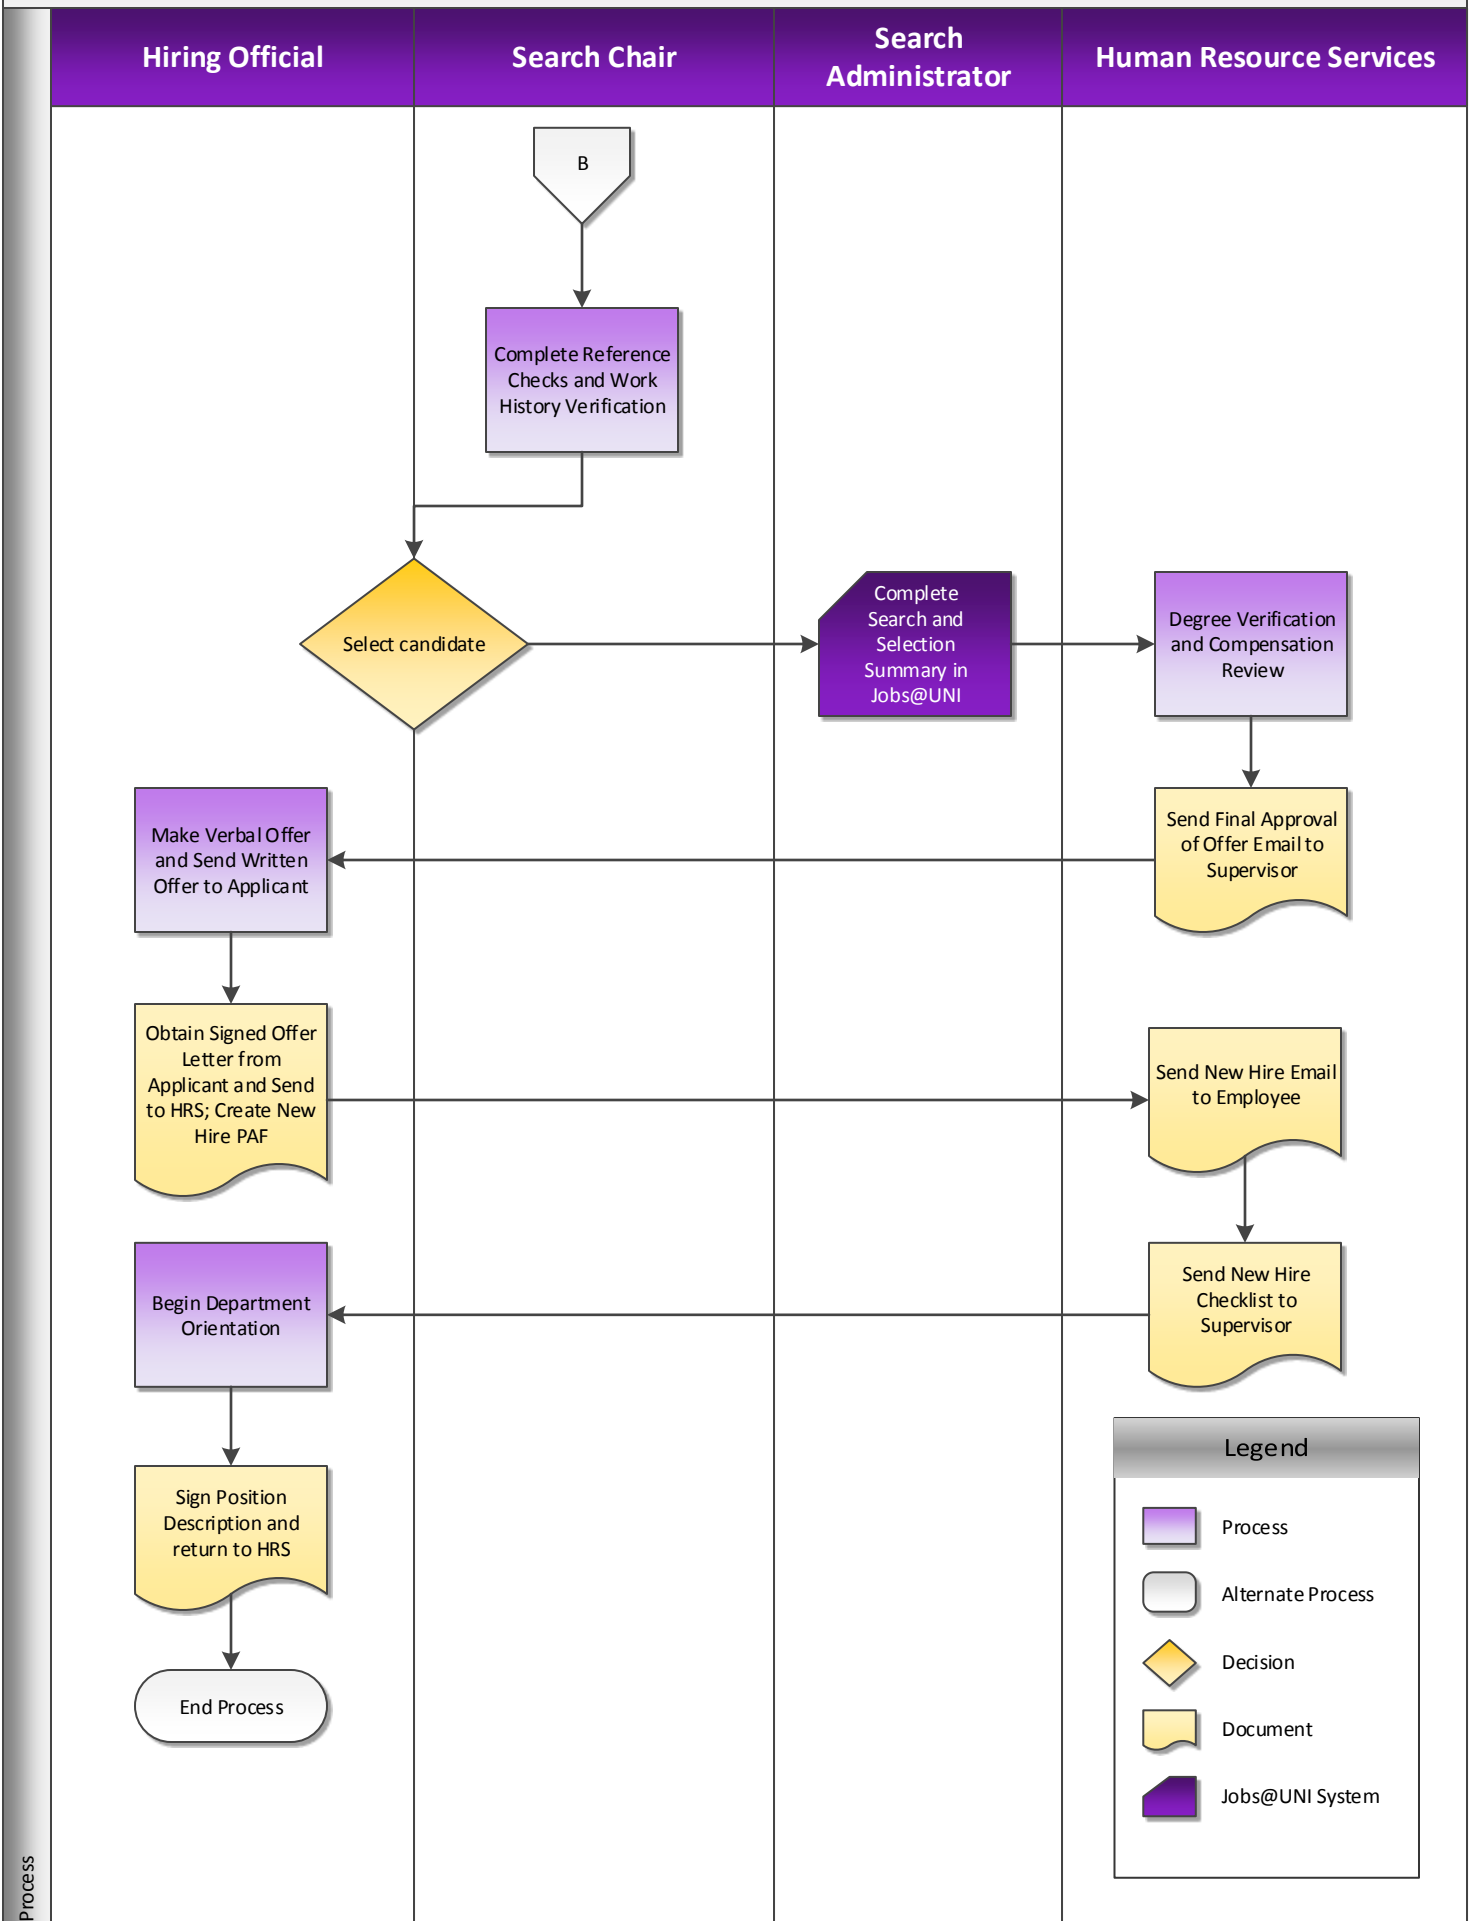 Hiring Official
Search Chair
Search
Administrator
Human Resource Services
B
Complete Reference
Checks and Work
History Verification
Select candidate
Complete
Search and
Selection
Summary in
Jobs@UNI
Degree Verification
and Compensation
Review
Make Verbal Offer
and Send Written
Offer to Applicant
Send Final Approval
of Offer Email to
Supervisor
Obtain Signed Offer
Letter from
Applicant and Send
to HRS; Create New
Hire PAF
Send New Hire Email
to Employee
Begin Department
Orientation
Send New Hire
Checklist to
Supervisor
Sign Position
Description and
return to HRS
End Process
Legend
Process
Alternate Process
Decision
Document
Jobs@UNI System
Process